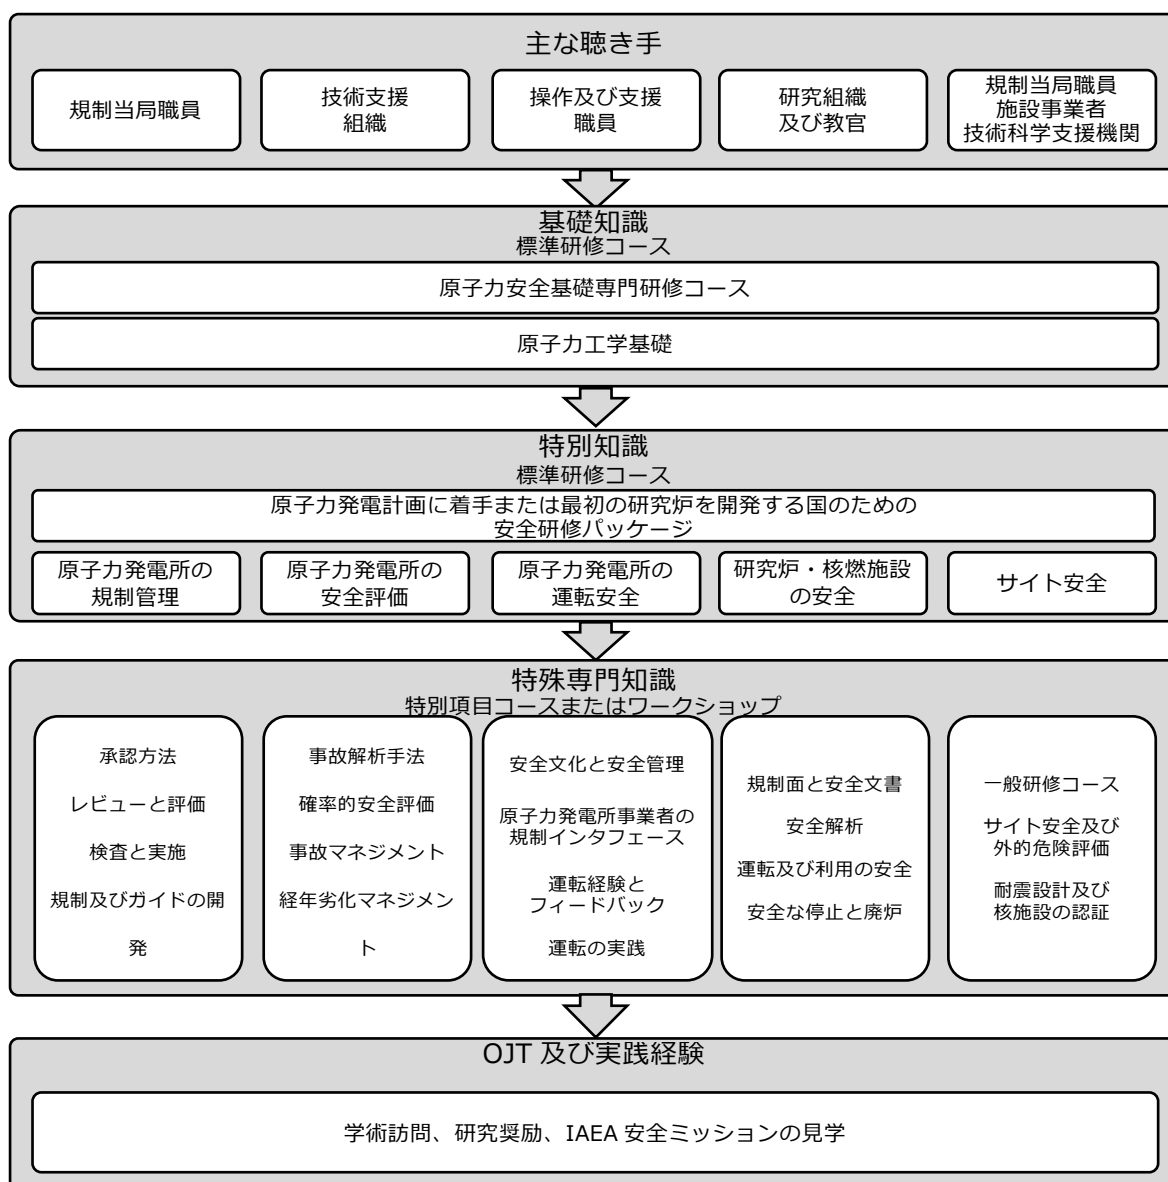 主な聴き手
規制当局職員
技術支援
組織
操作及び支援
職員
研究組織
及び教官
規制当局職員
施設事業者
技術科学支援機関
基礎知識
標準研修コース
原子力安全基礎専門研修コース
原子力工学基礎
特別知識
標準研修コース
原子力発電計画に着手または最初の研究炉を開発する国のための
安全研修パッケージ
原子力発電所の
規制管理
原子力発電所の
安全評価
原子力発電所の
運転安全
研究炉・核燃施設
の安全
サイト安全
特殊専門知識
特別項目コースまたはワークショップ
承認方法
レビューと評価
検査と実施
規制及びガイドの開
発
事故解析手法
確率的安全評価
事故マネジメント
経年劣化マネジメン
ト
安全文化と安全管理
原子力発電所事業者の
規制インタフェース
運転経験と
フィードバック
運転の実践
規制面と安全文書
安全解析
運転及び利用の安全
安全な停止と廃炉
一般研修コース
サイト安全及び
外的危険評価
耐震設計及び
核施設の認証
OJT 及び実践経験
学術訪問、研究奨励、IAEA 安全ミッションの見学